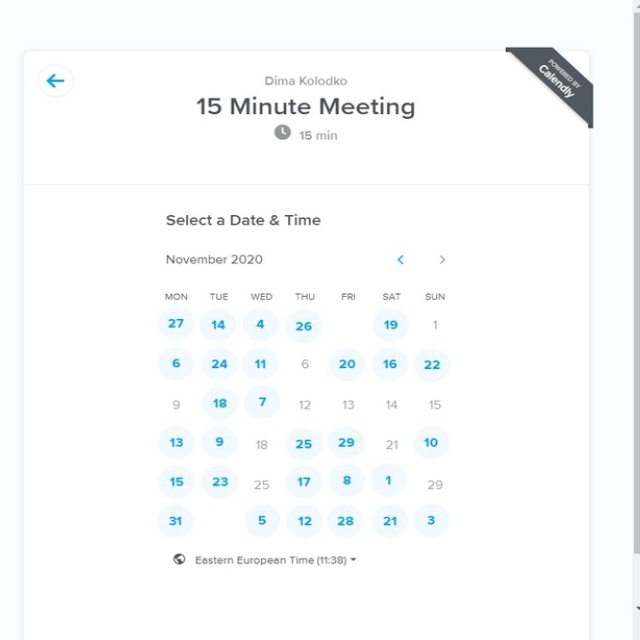 POWERED BY
Calendly
Dima Kolodko
15 Minute Meeting
15 min
Select a Date & Time
November 2020
MON TUE WED THU FRI SAT SUN
27 14 4 26 19 1
6 24 11 6 20 16 22
9 18 7 12 13 14 15
13 9 18 25 29 21 10
15 23 25 17 8 1 29
31 5 12 28 21 3
Eastern European Time (11:38)